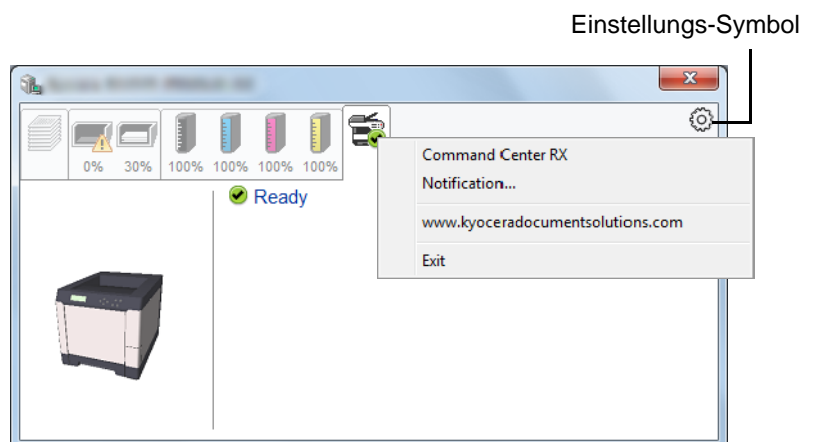 Einstellungs-Symbol
0% 30% 100% 100% 100% 100%
Command Center RX
Notification...
Ready
www.kyoceradocumentsolutions.com
Exit